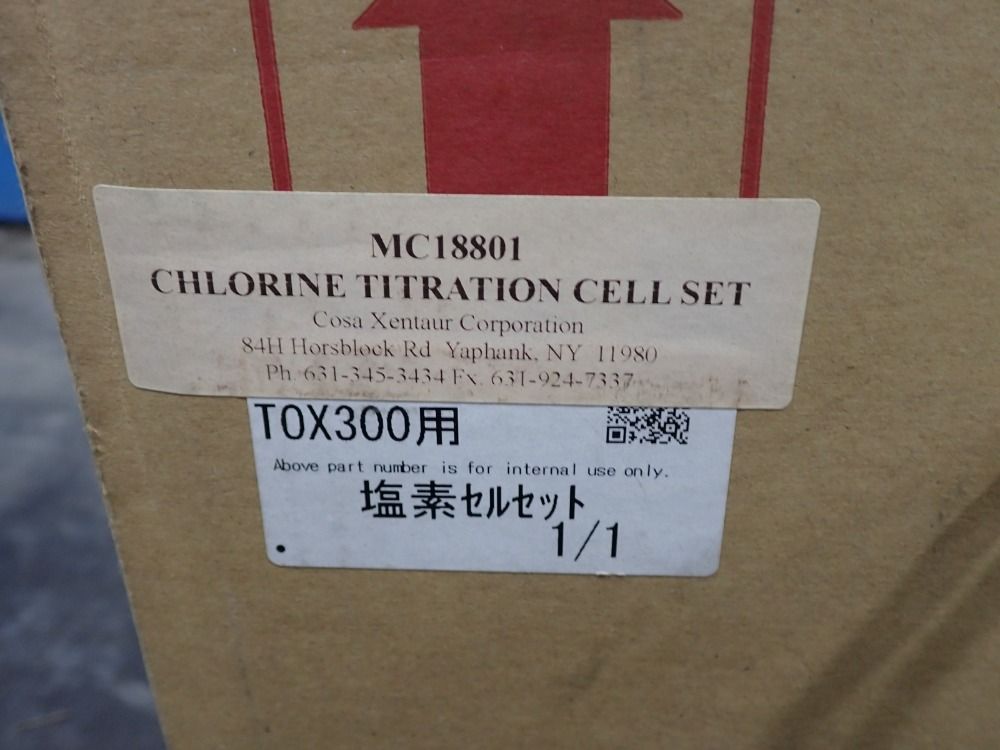 MC18801
CHLORINE TITRATION CELL SET
Cosa Xentaur Corporation
84H Horsblock Rd Yaphank, NY 11980
Ph. 631-345-3434 Fx. 631-924-7337
TOX300用
Above part number is for internal use only.
塩素セルセット
1/1